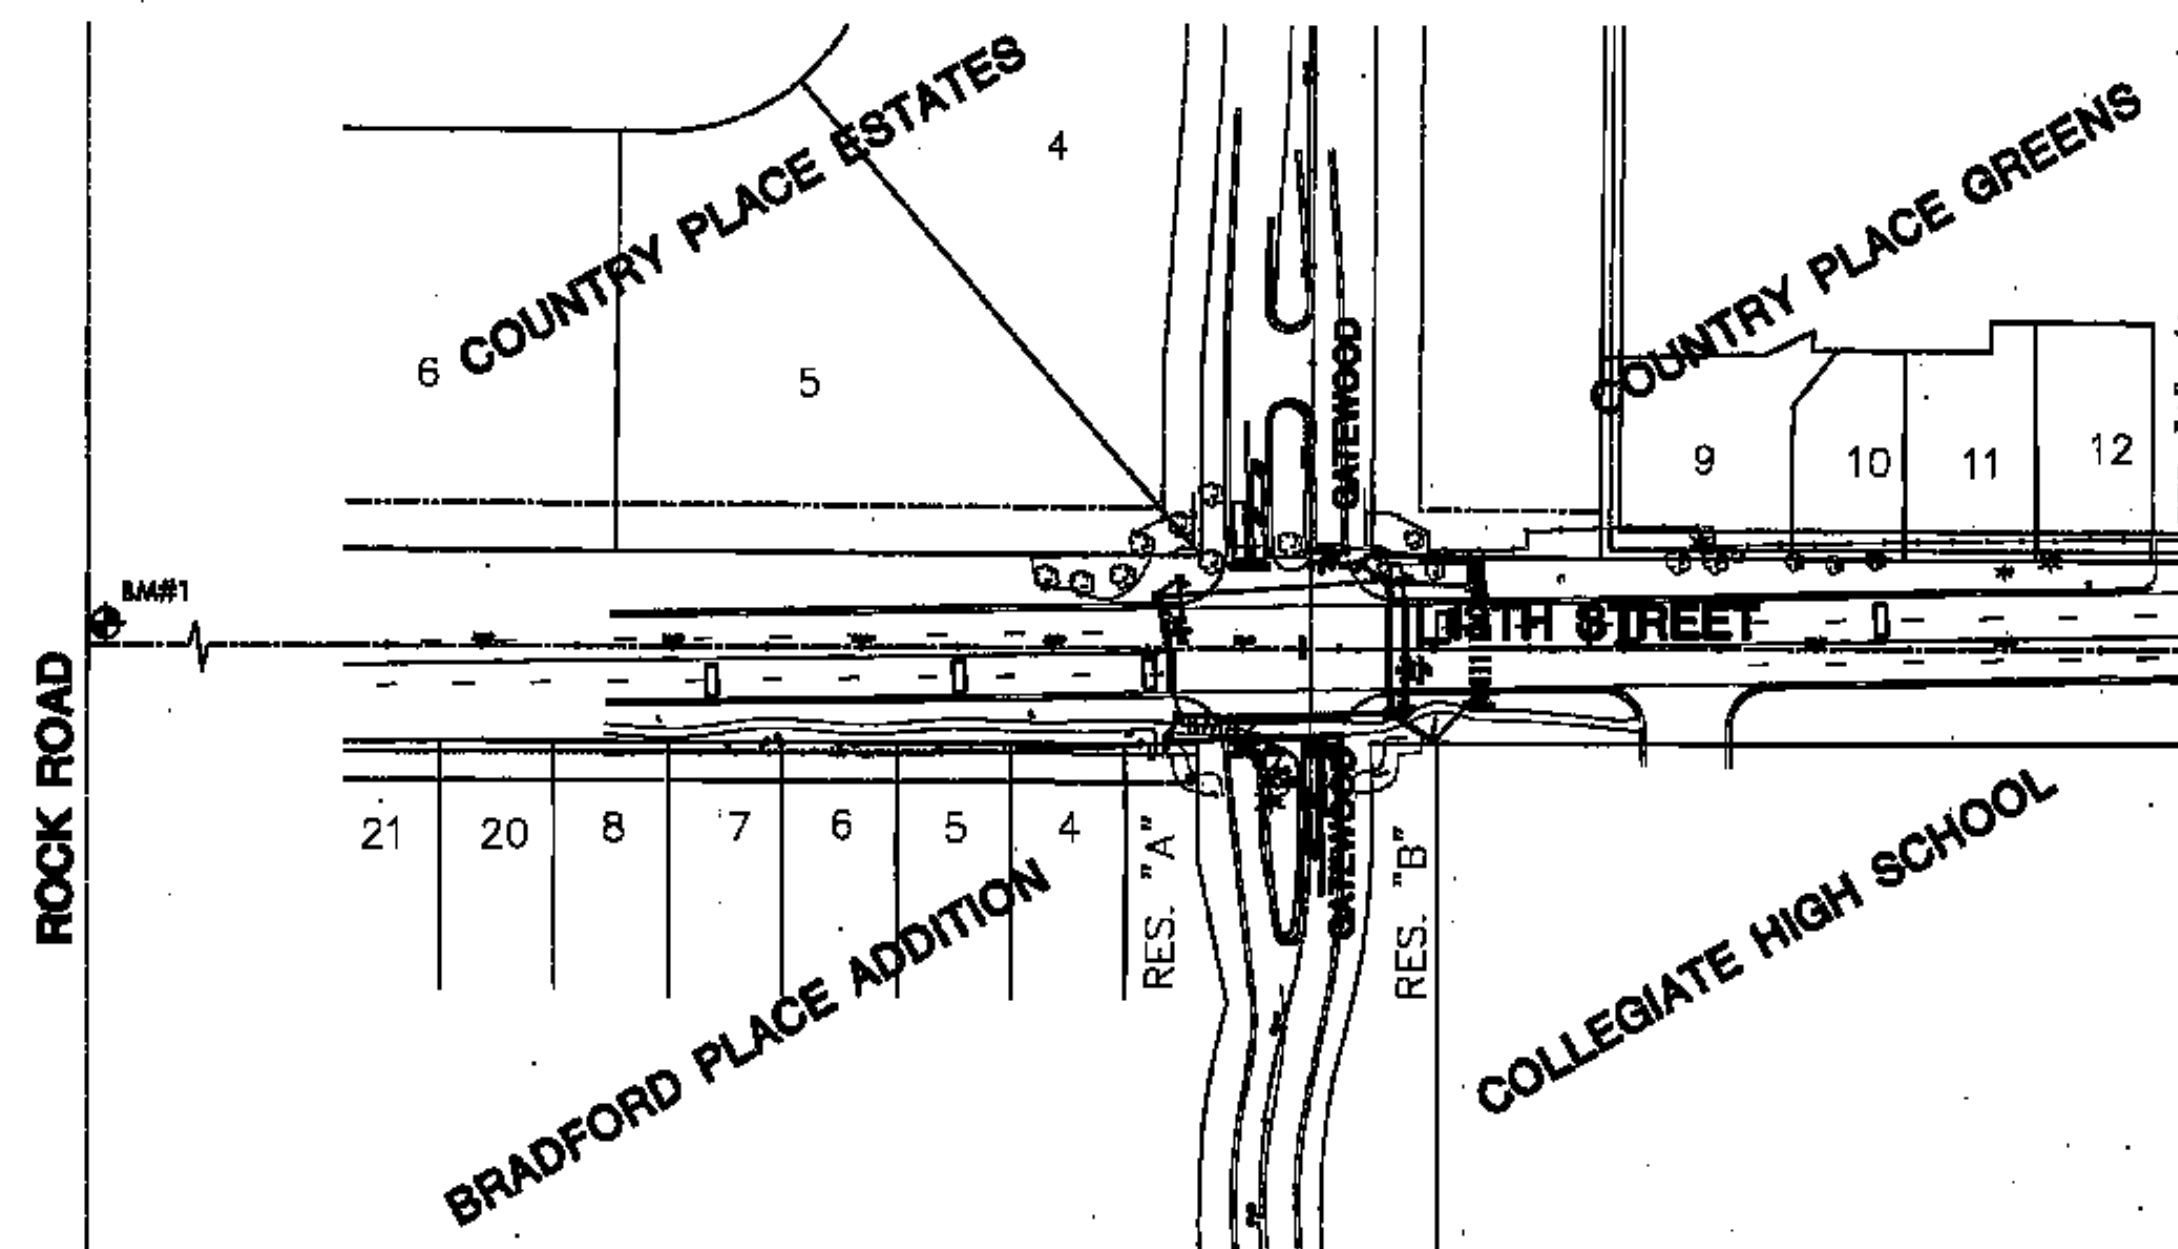 COUNTRY PLACE ESTATES
4
COUNTRY PLACE GREENS
6
5
GATEWOOD
9
10
11
12
BM#1
STREET
ROCK ROAD
21
20
8
7
6
5
4
RES. "A"
GATEWOOD
RES. "B"
BRADFORD PLACE ADDITION
COLLEGIATE HIGH SCHOOL